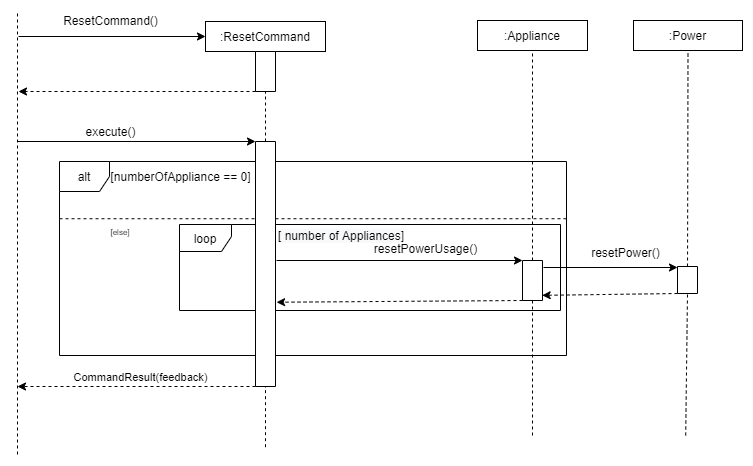 ResetCommand()
:ResetCommand
:Appliance
:Power
execute()
alt
[numberOfAppliance == 0]
[else]
loop
[ number of Appliances]
resetPowerUsage()
resetPower()
CommandResult(feedback)